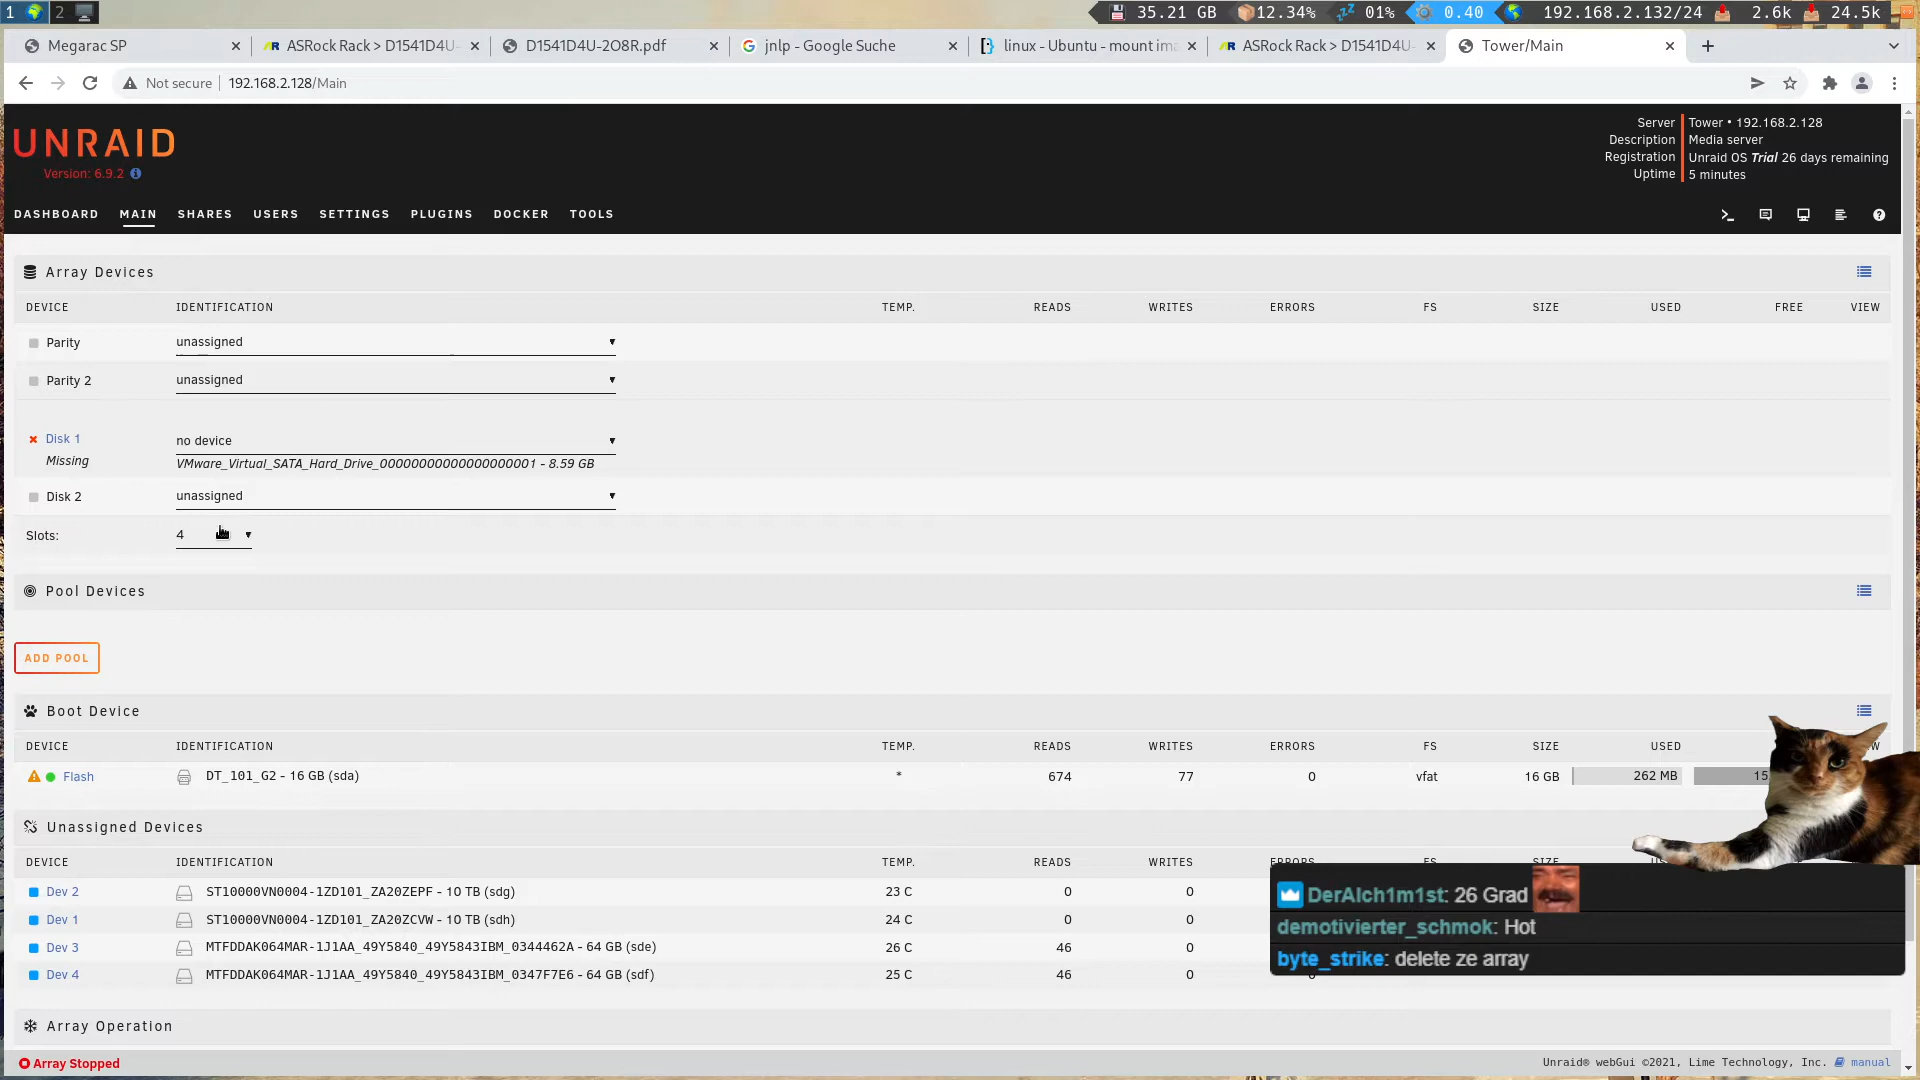 1 2 35.21 GB 12.34% 01% 0.40 192.168.2.132/24 2.6k 24.5k
Megarac SP
ASRock Rack > D1541D4U-
D1541D4U-2O8R.pdf
jnlp - Google Suche
linux - Ubuntu - mount im
ASRock Rack > D1541D4U-
Tower/Main
Not secure 192.168.2.128/Main
UNRAID
Version: 6.9.2
Server Tower • 192.168.2.128
Description Media server
Registration Unraid OS Trial 26 days remaining
Uptime 5 minutes
DASHBOARD MAIN SHARES USERS SETTINGS PLUGINS DOCKER TOOLS
Array Devices
DEVICE IDENTIFICATION TEMP. READS WRITES ERRORS FS SIZE USED FREE VIEW
Parity unassigned
Parity 2 unassigned
Disk 1 no device
Missing VMware_Virtual_SATA_Hard_Drive_00000000000000000001 - 8.59 GB
Disk 2 unassigned
Slots: 4
Pool Devices
ADD POOL
Boot Device
DEVICE IDENTIFICATION TEMP. READS WRITES ERRORS FS SIZE USED
Flash DT_101_G2 - 16 GB (sda) * 674 77 0 vfat 16 GB 262 MB 15
Unassigned Devices
DEVICE IDENTIFICATION TEMP. READS WRITES ERRORS FS SIZE
Dev 2 ST10000VN0004-1ZD101_ZA20ZEPF - 10 TB (sdg) 23 C 0 0
Dev 1 ST10000VN0004-1ZD101_ZA20ZCVW - 10 TB (sdh) 24 C 0 0
Dev 3 MTFDDAK064MAR-1J1AA_49Y5840_49Y5843IBM_0344462A - 64 GB (sde) 26 C 46 0
Dev 4 MTFDDAK064MAR-1J1AA_49Y5840_49Y5843IBM_0347F7E6 - 64 GB (sdf) 25 C 46 0
DerAlch1m1st: 26 Grad
demotivierter_schmok: Hot
byte_strike: delete ze array
Array Operation
Array Stopped
Unraid® webGui ©2021, Lime Technology, Inc. manual